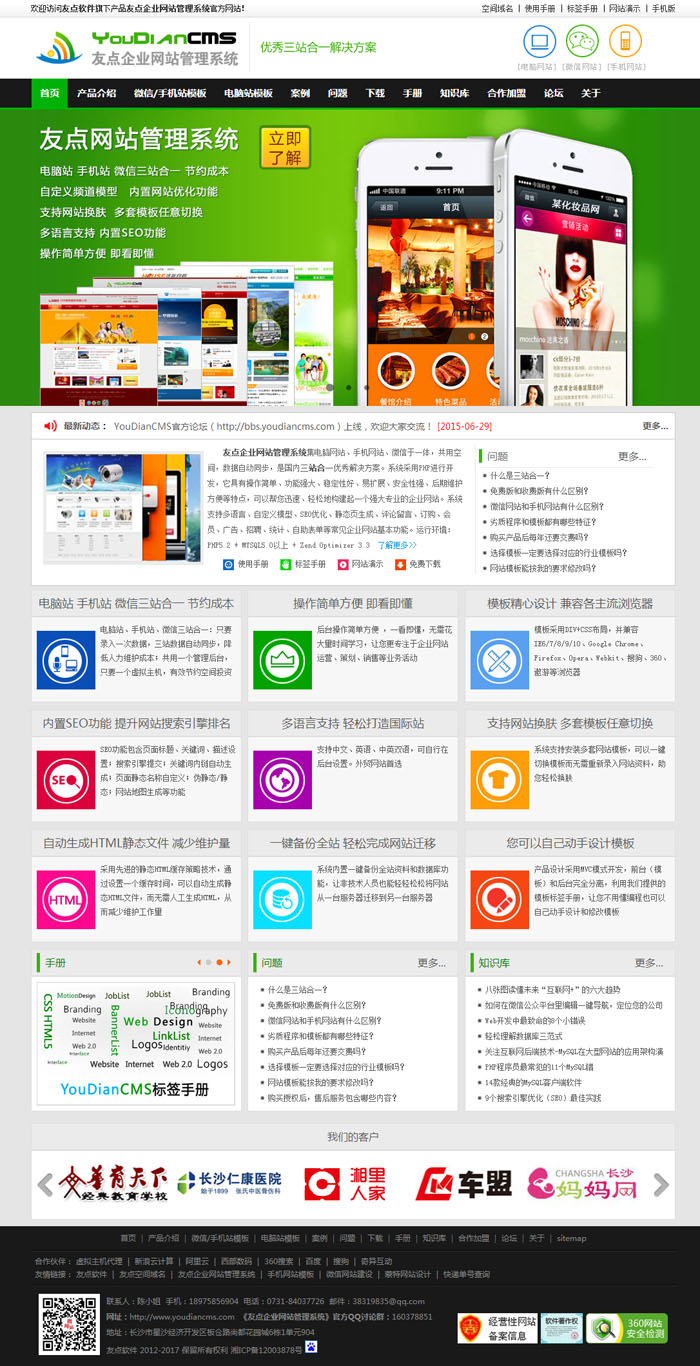 欢迎访问友点软件旗下产品友点企业网站管理系统官方网站!
空间域名 | 使用手册 | 标签手册 | 网站演示 | 手机版
YouDianCMS
友点企业网站管理系统
优秀三站合一解决方案
[电脑网站] [微信网站] [手机网站]
首页 产品介绍 微信/手机站模板 电脑站模板 案例 问题 下载 手册 知识库 合作加盟 论坛 关于
友点网站管理系统
立即
了解
电脑站 手机站 微信三站合一 节约成本
自定义频道模型 内置网站优化功能
支持网站换肤 多套模板任意切换
多语言支持 内置SEO功能
操作简单方便 即看即懂
中国联通 9:11 PM
返回 首页
1 2
餐馆介绍 特色菜品
某化妆品网
营销活动
MOSCHINO
最新动态: YouDianCMS官方论坛(http://bbs.youdiancms.com)上线,欢迎大家交流! [2015-06-29] 更多...
友点企业网站管理系统集电脑网站、手机网站、微信于一体,共用空
间,数据自动同步,是国内三站合一优秀解决方案。系统采用PHP进行开
发,它具有操作简单、功能强大、稳定性好、易扩展、安全性强、后期维护
方便等特点,可以帮您迅速、轻松地构建起一个强大专业的企业网站。系统
支持多语言、自定义模型、SEO优化、静态页生成、评论留言、订购、会
员、广告、招聘、统计、自助表单等常见企业网站基本功能。运行环境:
PHP5.2 + MYSQL5.0以上 + Zend Optimizer 3.3 了解更多>>
使用手册 标签手册 网站演示 免费下载
问题 更多...
什么是三站合一?
免费版和收费版有什么区别?
微信网站和手机网站有什么区别?
劣质程序和模板都有哪些特征?
购买产品后每年还要交费吗?
选择模板一定要选择对应的行业模板吗?
网站模板能按我的要求修改吗?
电脑站 手机站 微信三站合一 节约成本
电脑站、手机站、微信三站合一:只要
录入一次数据,三站数据自动同步,降
低人力维护成本;共用一个管理后台,
只要一个虚拟主机,有效节约空间投资
操作简单方便 即看即懂
后台操作简单方便,一看即懂,无需花
大量时间学习,让您更专注于企业网站
运营、策划、销售等业务活动
模板精心设计 兼容各主流浏览器
模板采用DIV+CSS布局,并兼容
IE6/7/8/9/10、Google Chrome、
Firefox、Opera、Webkit、搜狗、360、
遨游等浏览器
内置SEO功能 提升网站搜索引擎排名
SEO
SEO功能包含页面标题、关键词、描述设
置;搜索引擎提交;关键词内链自动生
成;页面静态名称自定义;伪静态/静
态;网站地图生成等功能
多语言支持 轻松打造国际站
支持中文、英语、中英双语,可自行在
后台设置。外贸网站首选
支持网站换肤 多套模板任意切换
系统支持安装多套网站模板,可以一键
切换模板而无需重新录入网站资料,助
您轻松换肤
自动生成HTML静态文件 减少维护量
HTML
采用先进的静态HTML缓存策略技术,通
过设置一个缓存时间,可以自动生成静
态HTML文件,而无需人工生成HTML,从
而减少维护工作量
一键备份全站 轻松完成网站迁移
系统内置一键备份全站资料和数据库功
能,让非技术人员也能轻轻松松将网站
从一台服务器迁移到另一台服务器
您可以自己动手设计模板
产品设计采用MVC模式开发,前台(模
板)和后台完全分离,利用我们提供的
模板标签手册,让您不用懂编程也可以
自己动手设计和修改模板
手册
CSS HTML5
MotionDesign JobList JobList Branding
Branding Iconography
Website BannerList Web Design Website
Internet LinkList Internet
Web 2.0 Logos Identitiy Web 2.0
Interface Website Internet Web 2.0 Logos
YouDianCMS标签手册
问题 更多...
什么是三站合一?
免费版和收费版有什么区别?
微信网站和手机网站有什么区别?
劣质程序和模板都有哪些特征?
购买产品后每年还要交费吗?
选择模板一定要选择对应的行业模板吗?
网站模板能按我的要求修改吗?
购买授权后,售后服务包含哪些内容?
知识库 更多...
八张图读懂未来“互联网+”的六大趋势
如何在微信公众平台里编辑一键导航,定位您的公司
Web开发中最致命的8个小错误
轻松理解数据库三范式
关注互联网后端技术-MySQL在大型网站的应用架构演
PHP程序员最常犯的11个MySQL错
14款经典的MySQL客户端软件
9个搜索引擎优化(SEO)最佳实践
我们的客户
华育天下
经典教育学校
长沙仁康医院
始于1899 张氏中医骨伤科
湘里
人家
车盟
CHANGSHA 长沙
妈妈网
首页 | 产品介绍 | 微信/手机站模板 | 电脑站模板 | 案例 | 问题 | 下载 | 手册 | 知识库 | 合作加盟 | 论坛 | 关于 | sitemap
合作伙伴: 虚拟主机代理 | 新浪云计算 | 阿里云 | 西部数码 | 360搜索 | 百度 | 搜狗 | 奇异互动
友情链接: 友点软件 | 友点空间域名 | 友点企业网站管理系统 | 手机网站模板 | 微信网站建设 | 蒙特网站设计 | 快递单号查询
联系人:陈小姐 手机:18975856904 电话:0731-84037726 邮件:38319835@qq.com
网址:http://www.youdiancms.com 《友点企业网站管理系统》官方QQ讨论群:160378851
地址:长沙市星沙经济开发区板仓路尚都花园城6栋1单元904
友点软件 2012-2017 保留所有权利 湘ICP备12003878号
经营性网站
备案信息
软件著作权
360网站
安全检测